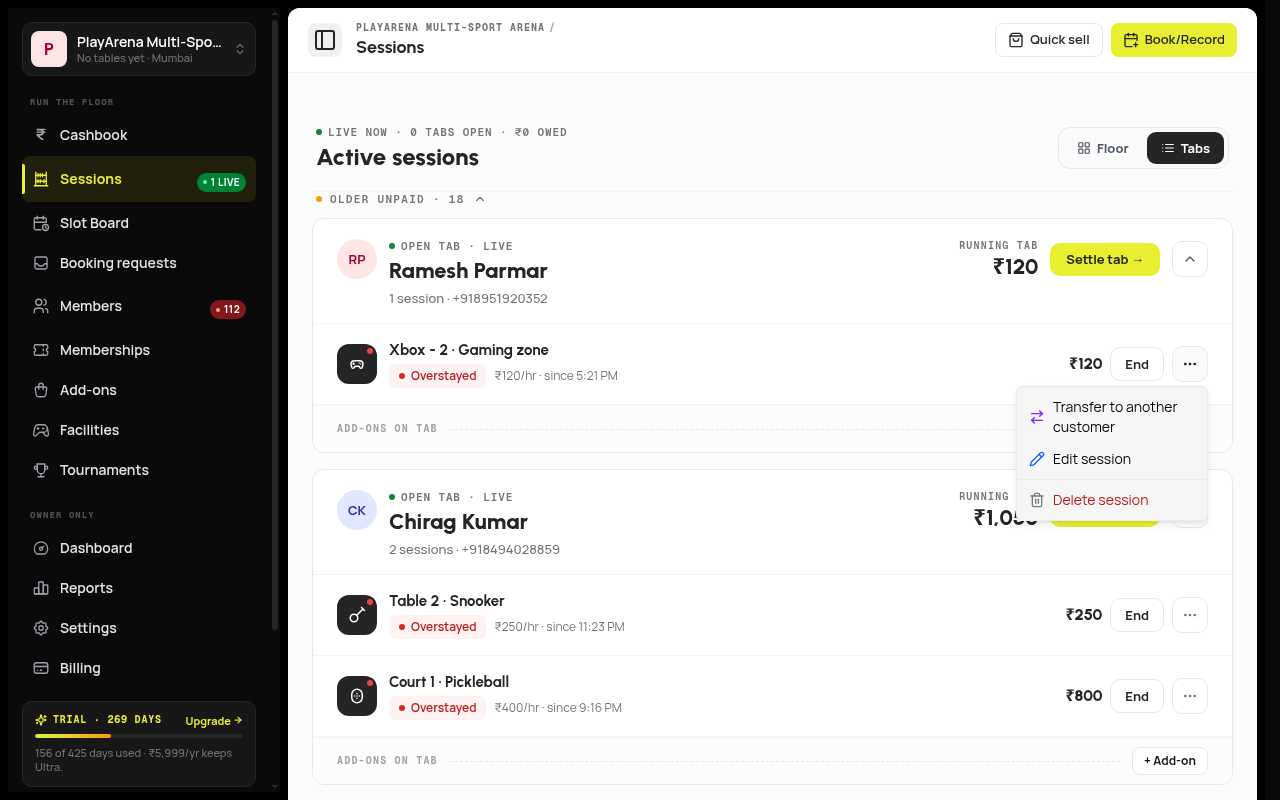 P
PlayArena Multi-Spo...
No tables yet · Mumbai
RUN THE FLOOR
Cashbook
Sessions
1 LIVE
Slot Board
Booking requests
Members
112
Memberships
Add-ons
Facilities
Tournaments
OWNER ONLY
Dashboard
Reports
Settings
Billing
TRIAL · 269 DAYS
Upgrade →
156 of 425 days used · ₹5,999/yr keeps
Ultra.
PLAYARENA MULTI-SPORT ARENA /
Sessions
Quick sell
Book/Record
LIVE NOW · 0 TABS OPEN · ₹0 OWED
Active sessions
Floor
Tabs
OLDER UNPAID · 18
RP
OPEN TAB · LIVE
Ramesh Parmar
1 session · +918951920352
RUNNING TAB
₹120
Settle tab →
Xbox - 2 · Gaming zone
Overstayed
₹120/hr · since 5:21 PM
₹120
End
ADD-ONS ON TAB
Transfer to another
customer
Edit session
Delete session
CK
OPEN TAB · LIVE
Chirag Kumar
2 sessions · +918494028859
RUNNING
Table 2 · Snooker
Overstayed
₹250/hr · since 11:23 PM
₹250
End
Court 1 · Pickleball
Overstayed
₹400/hr · since 9:16 PM
₹800
End
ADD-ONS ON TAB
+ Add-on